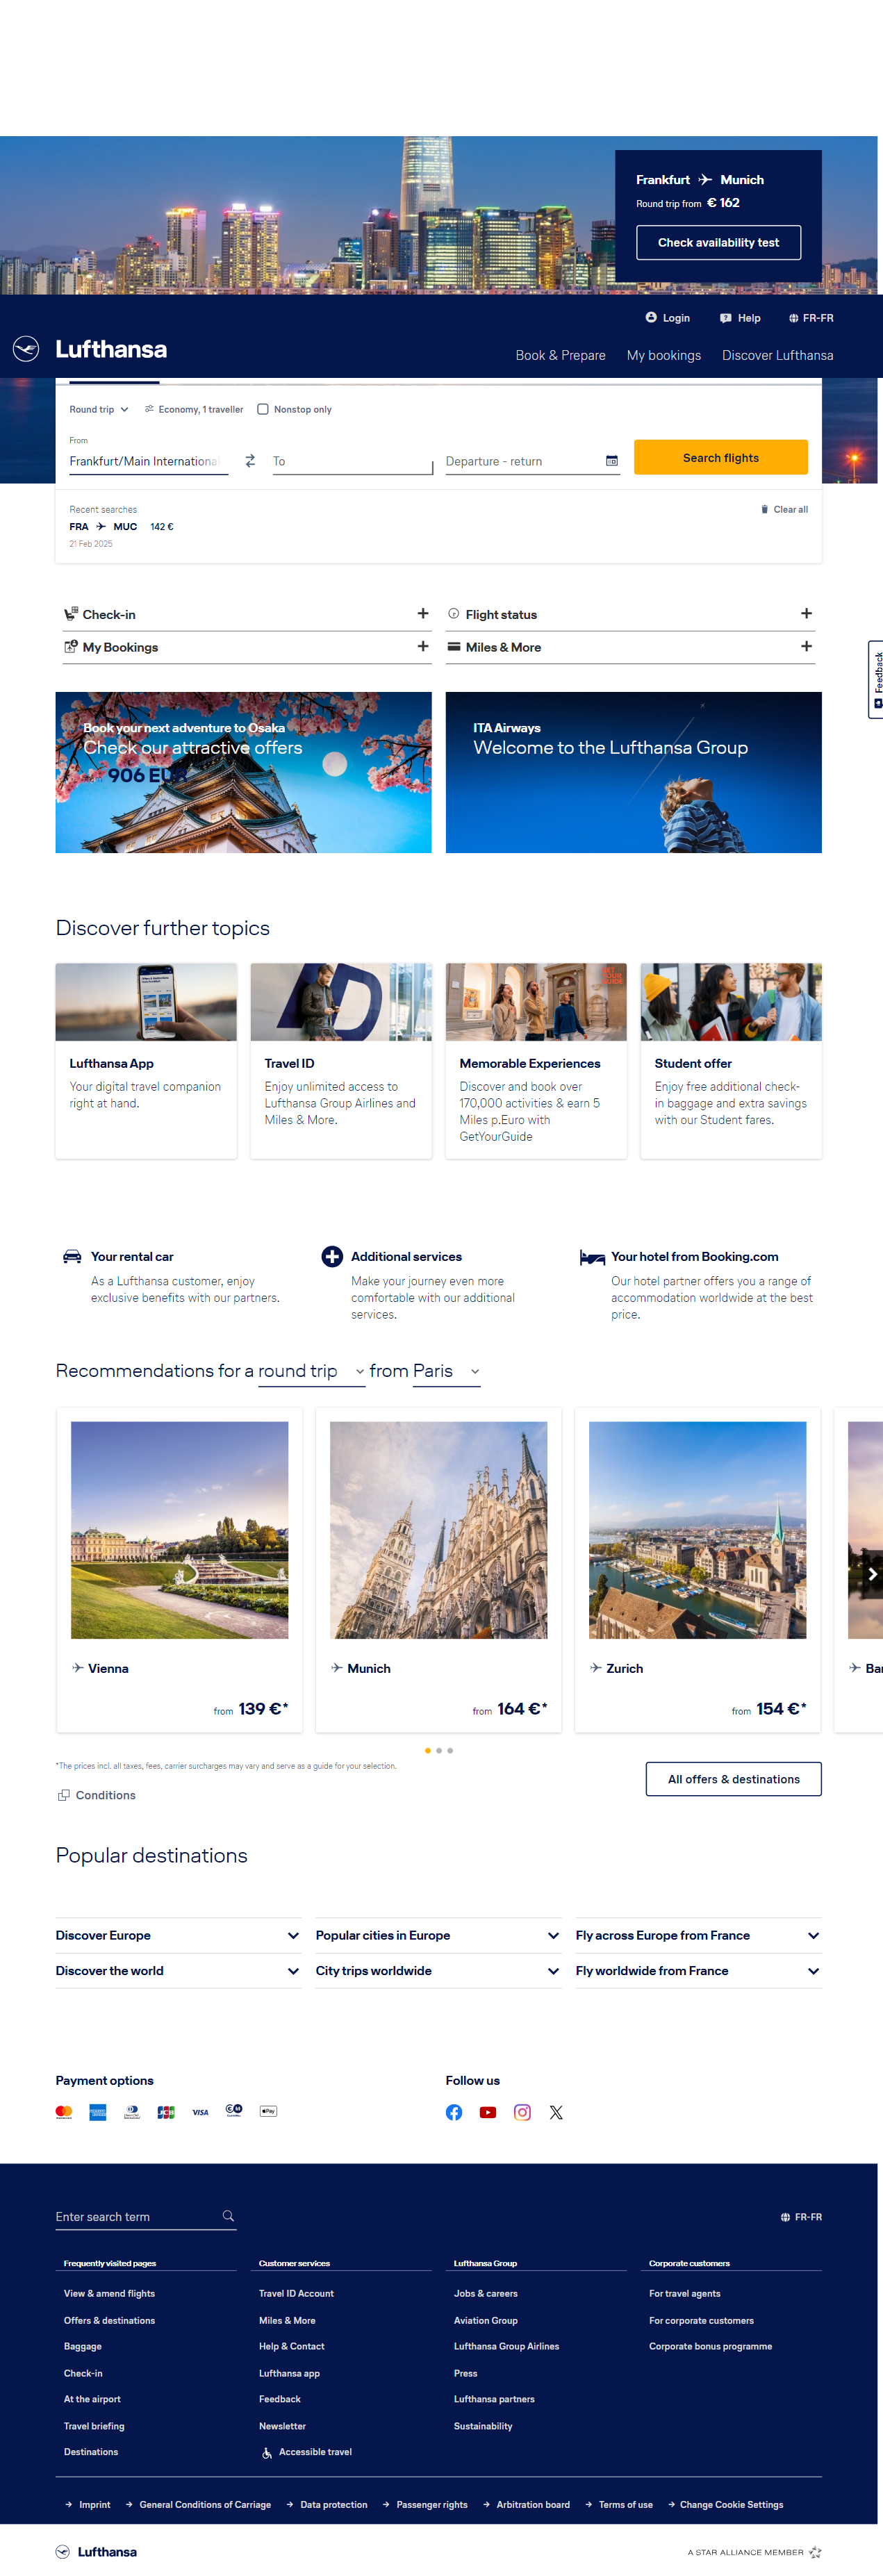 Frankfurt Munich
Round trip from € 162
Check availability test
Login Help FR-FR
Lufthansa
Book & Prepare My bookings Discover Lufthansa
Round trip Economy, 1 traveller Nonstop only
From
Frankfurt/Main International To Departure - return Search flights
Recent searches Clear all
FRA MUC 142 €
21 Feb 2025
Check-in Flight status
My Bookings Miles & More
Feedback
Book your next adventure to Osaka
Check our attractive offers
906 EUR
ITA Airways
Welcome to the Lufthansa Group
Discover further topics
Lufthansa App
Your digital travel companion
right at hand.
Travel ID
Enjoy unlimited access to
Lufthansa Group Airlines and
Miles & More.
Memorable Experiences
Discover and book over
170,000 activities & earn 5
Miles p.Euro with
GetYourGuide
Student offer
Enjoy free additional check-
in baggage and extra savings
with our Student fares.
Your rental car
As a Lufthansa customer, enjoy
exclusive benefits with our partners.
Additional services
Make your journey even more
comfortable with our additional
services.
Your hotel from Booking.com
Our hotel partner offers you a range of
accommodation worldwide at the best
price.
Recommendations for a round trip from Paris
Vienna
from 139 €*
Munich
from 164 €*
Zurich
from 154 €*
Bar
*The prices incl. all taxes, fees, carrier surcharges may vary and serve as a guide for your selection.
All offers & destinations
Conditions
Popular destinations
Discover Europe Popular cities in Europe Fly across Europe from France
Discover the world City trips worldwide Fly worldwide from France
Payment options Follow us
VISA
Pay
Enter search term FR-FR
Frequently visited pages
View & amend flights
Offers & destinations
Baggage
Check-in
At the airport
Travel briefing
Destinations
Customer services
Travel ID Account
Miles & More
Help & Contact
Lufthansa app
Feedback
Newsletter
Accessible travel
Lufthansa Group
Jobs & careers
Aviation Group
Lufthansa Group Airlines
Press
Lufthansa partners
Sustainability
Corporate customers
For travel agents
For corporate customers
Corporate bonus programme
Imprint General Conditions of Carriage Data protection Passenger rights Arbitration board Terms of use Change Cookie Settings
Lufthansa A STAR ALLIANCE MEMBER